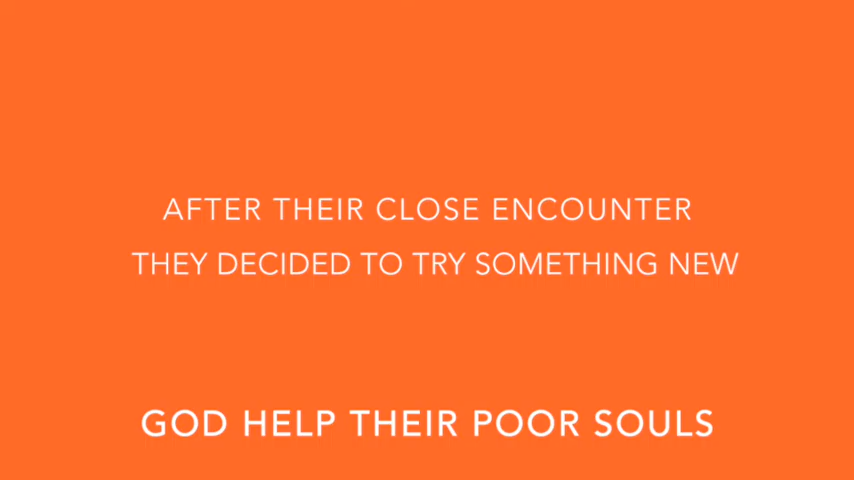 AFTER THEIR CLOSE ENCOUNTER
THEY DECIDED TO TRY SOMETHING NEW
GOD HELP THEIR POOR SOULS